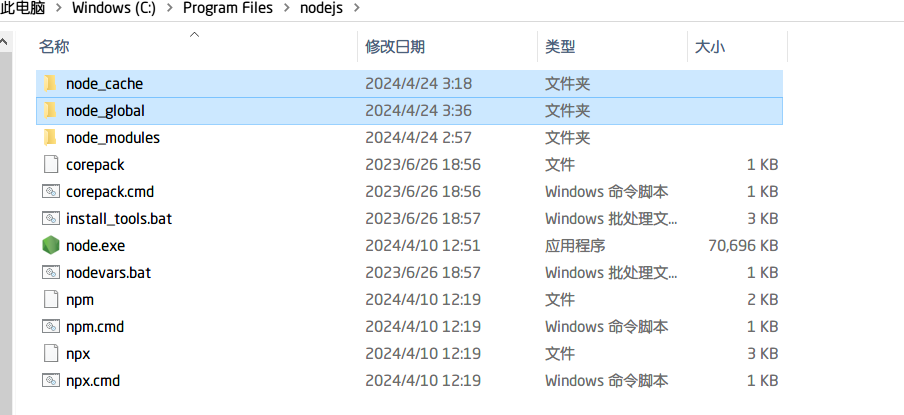 此电脑 > Windows (C:) > Program Files > nodejs >
名称 修改日期 类型 大小
node_cache 2024/4/24 3:18 文件夹
node_global 2024/4/24 3:36 文件夹
node_modules 2024/4/24 2:57 文件夹
corepack 2023/6/26 18:56 文件 1 KB
corepack.cmd 2023/6/26 18:56 Windows 命令脚本 1 KB
install_tools.bat 2023/6/26 18:57 Windows 批处理文... 3 KB
node.exe 2024/4/10 12:51 应用程序 70,696 KB
nodevars.bat 2023/6/26 18:57 Windows 批处理文... 1 KB
npm 2024/4/10 12:19 文件 2 KB
npm.cmd 2024/4/10 12:19 Windows 命令脚本 1 KB
npx 2024/4/10 12:19 文件 3 KB
npx.cmd 2024/4/10 12:19 Windows 命令脚本 1 KB